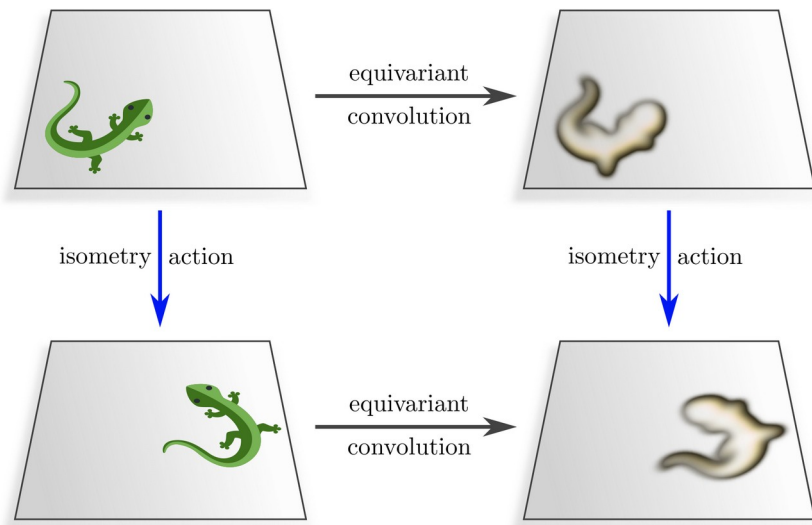 equivariant
convolution
isometry action
isometry action
equivariant
convolution